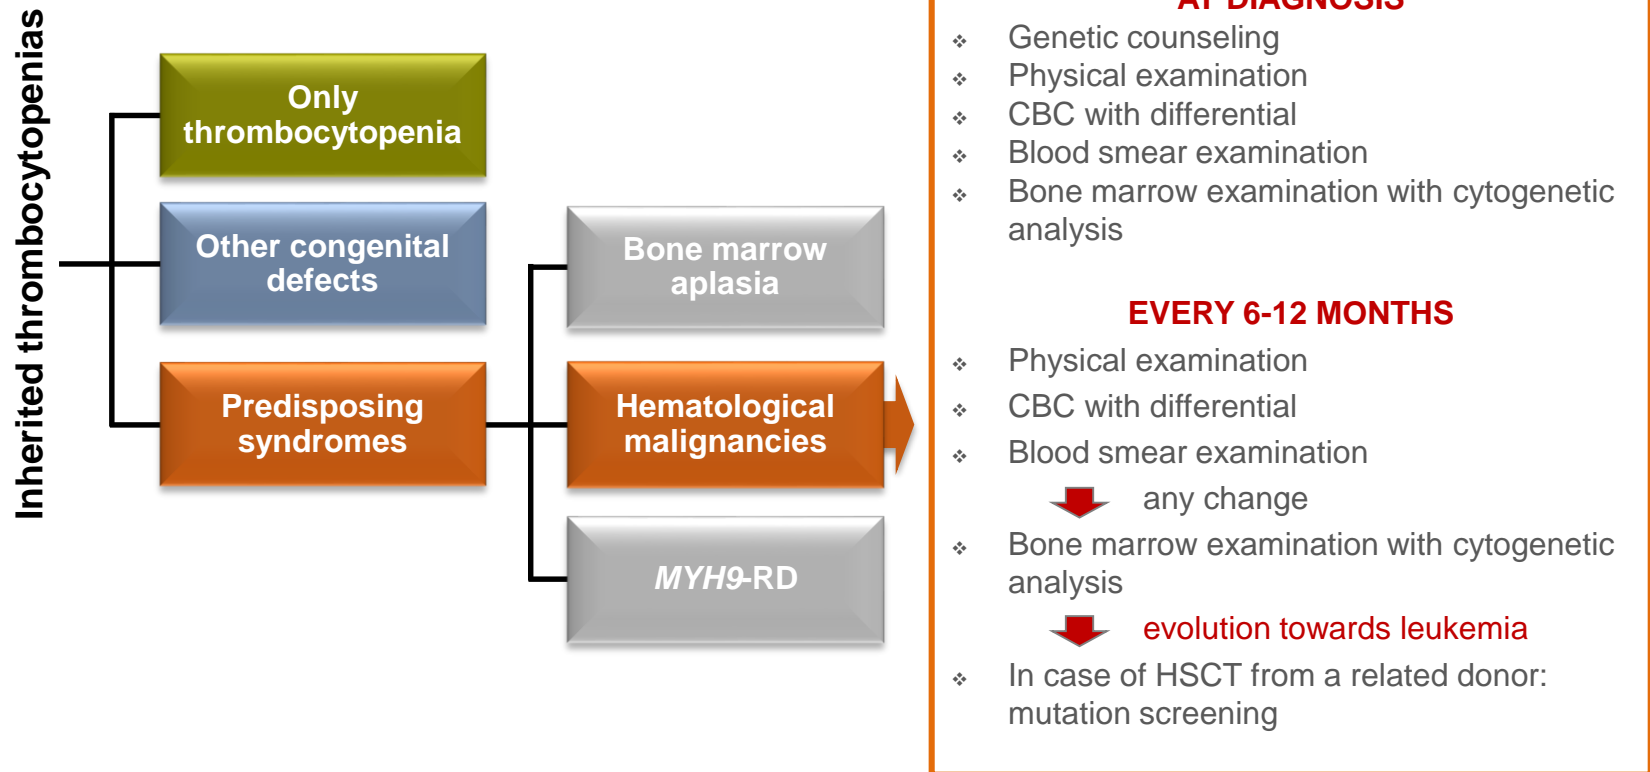 Inherited thrombocytopenias
Only
thrombocytopenia
Other congenital
defects
Predisposing
syndromes
Bone marrow
aplasia
Hematological
malignancies
MYH9-RD
AT DIAGNOSIS
❖ Genetic counseling
❖ Physical examination
❖ CBC with differential
❖ Blood smear examination
❖ Bone marrow examination with cytogenetic
analysis
EVERY 6-12 MONTHS
❖ Physical examination
❖ CBC with differential
❖ Blood smear examination
any change
❖ Bone marrow examination with cytogenetic
analysis
evolution towards leukemia
❖ In case of HSCT from a related donor:
mutation screening